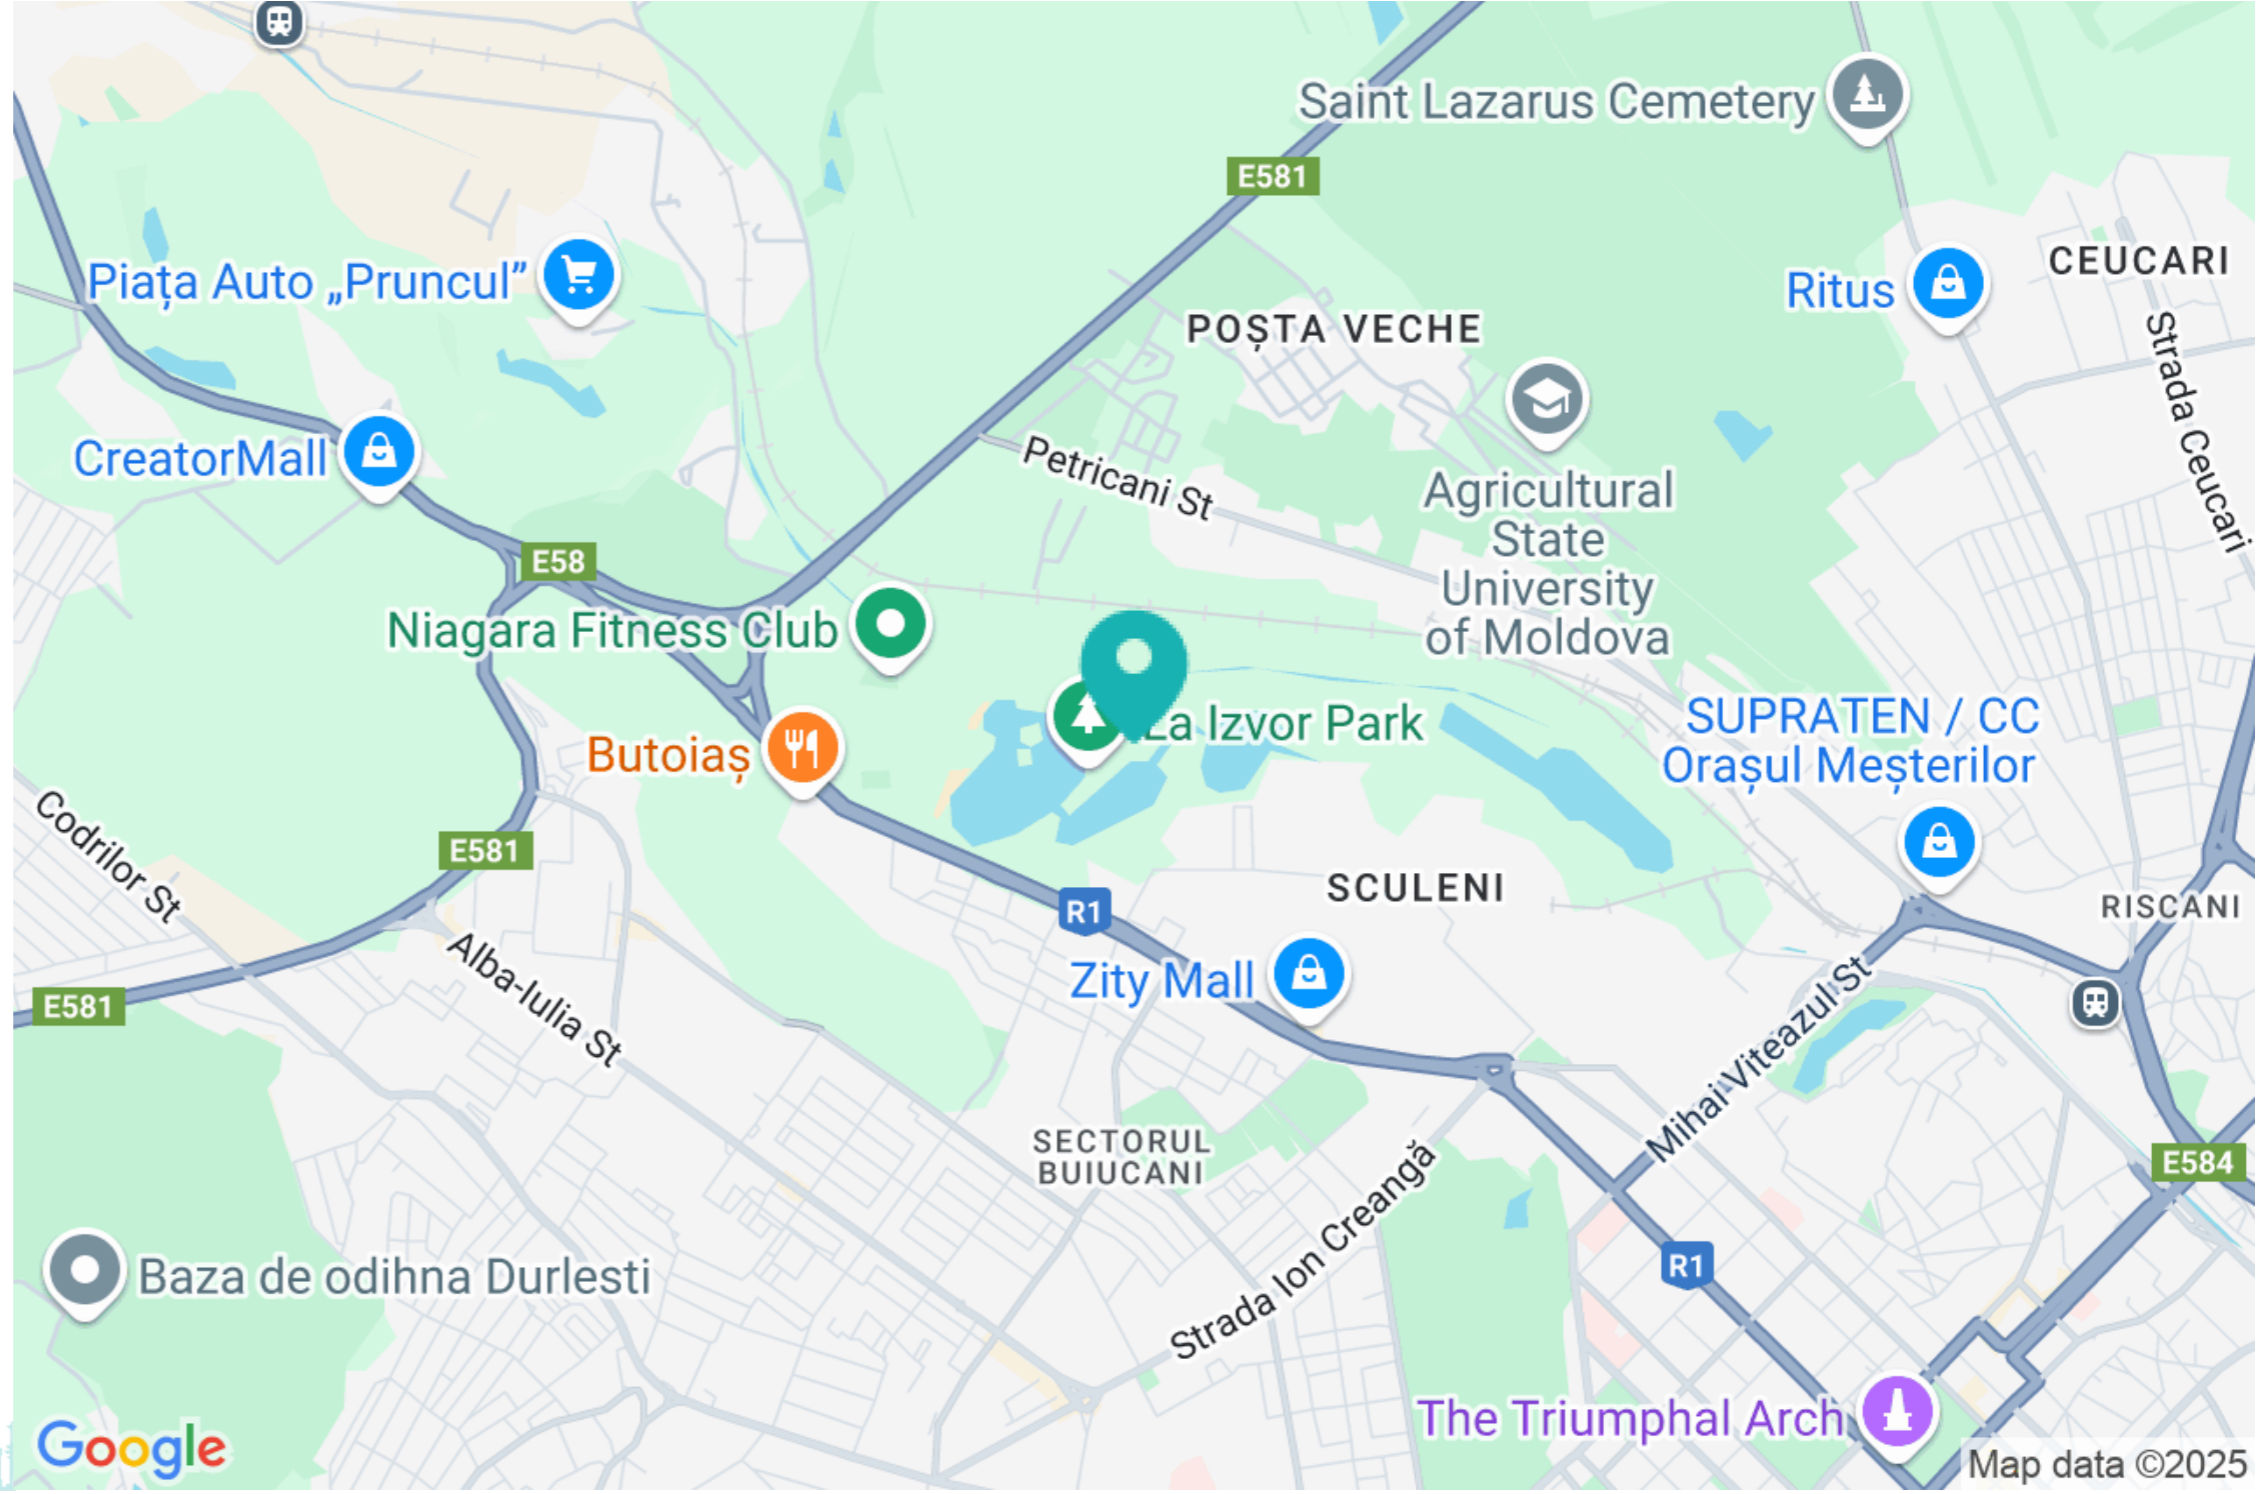 Saint Lazarus Cemetery
E581
CEUCARI
Piața Auto „Pruncul”
Ritus
POȘTA VECHE
Strada Ceucari
CreatorMall
Petricani St
Agricultural
State
University
of Moldova
E58
Niagara Fitness Club
La Izvor Park
SUPRATEN / CC
Orașul Meșterilor
Butoiaș
Codrilor St
E581
SCULENI
R1
RISCANI
Alba-Iulia St
Zity Mall
E581
Mihai Viteazul St
SECTORUL
BUIUCANI
E584
Strada Ion Creangă
Baza de odihna Durlesti
R1
The Triumphal Arch
Google
Map data ©2025